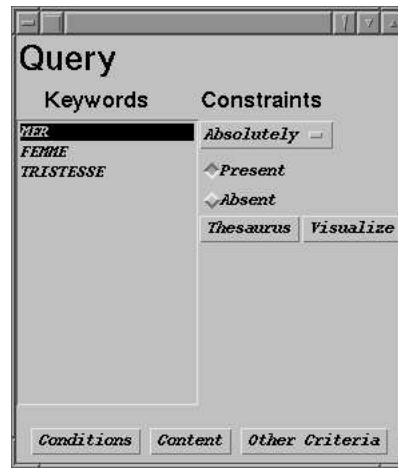 Query
Keywords Constraints
MER Absolutely
FEMME Present
TRISTESSE Absent
Thesaurus Visualize
Conditions Content Other Criteria